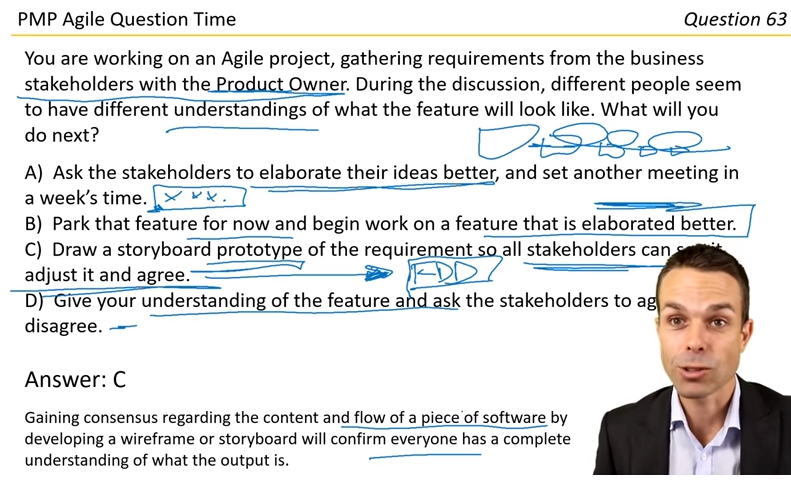 PMP Agile Question Time
Question 63
You are working on an Agile project, gathering requirements from the business
stakeholders with the Product Owner. During the discussion, different people seem
to have different understandings of what the feature will look like. What will you
do next?
A) Ask the stakeholders to elaborate their ideas better, and set another meeting in
a week's time. x x x.
B) Park that feature for now and begin work on a feature that is elaborated better.
C) Draw a storyboard prototype of the requirement so all stakeholders can
adjust it and agree.
D) Give your understanding of the feature and ask the stakeholders to
disagree.
Answer: C
Gaining consensus regarding the content and flow of a piece of software by
developing a wireframe or storyboard will confirm everyone has a complete
understanding of what the output is.